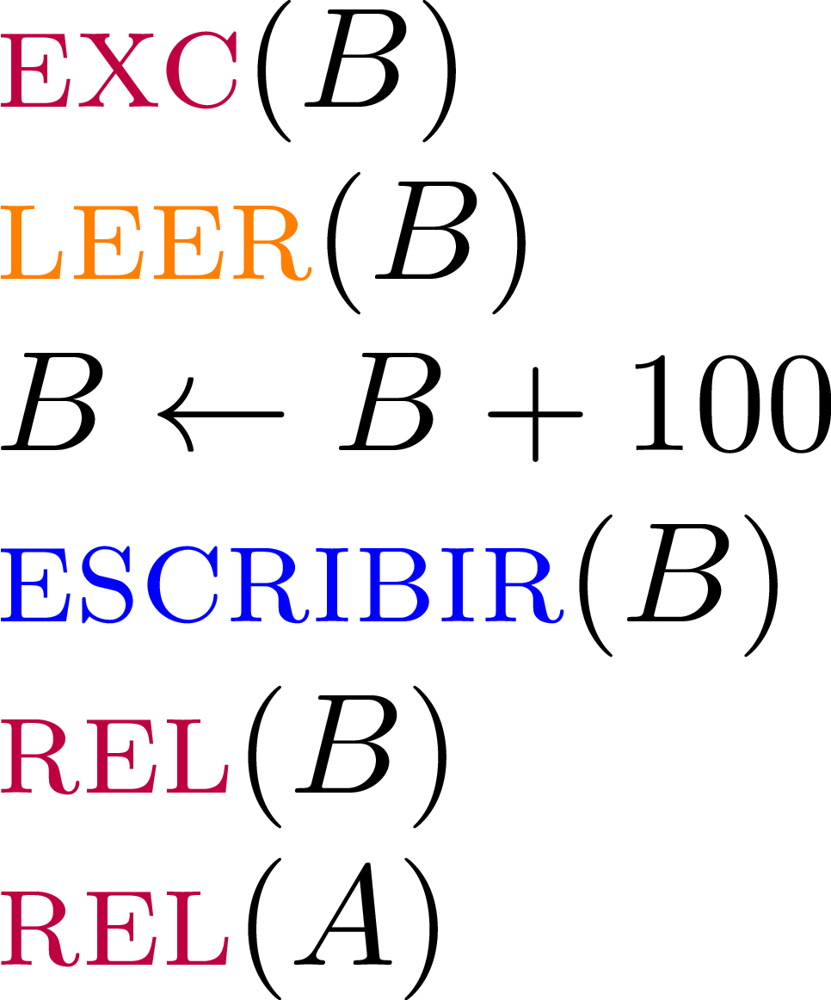 EXC(B)
LEER(B)
B ← B + 100
ESCRIBIR(B)
REL(B)
REL(A)